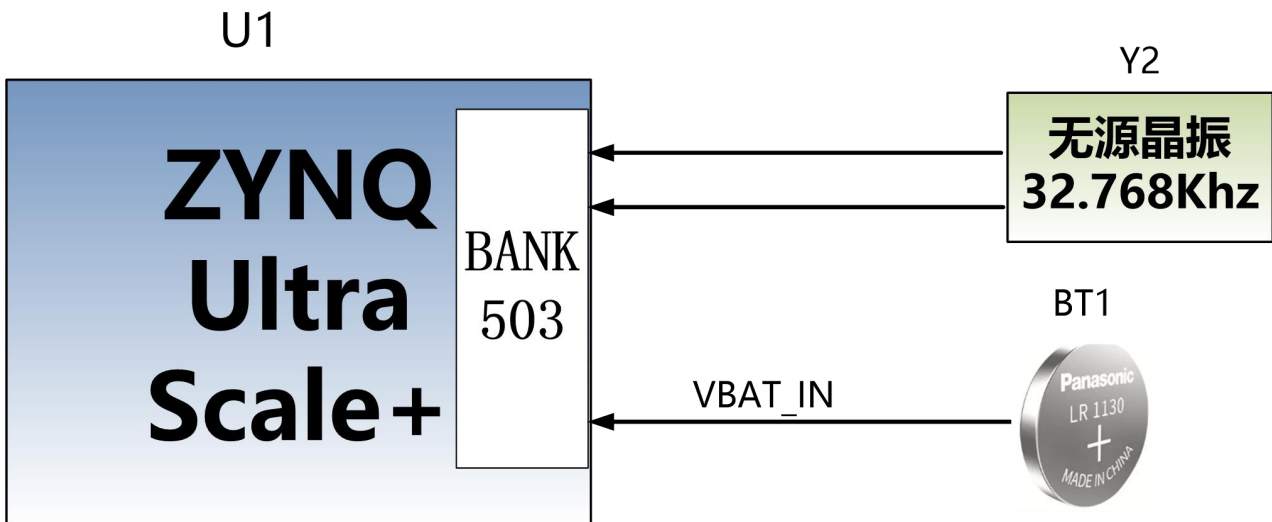 U1
ZYNQ
Ultra
Scale+
BANK
503
Y2
无源晶振
32.768Khz
BT1
VBAT_IN
Panasonic
LR 1130
+
MADE IN CHINA